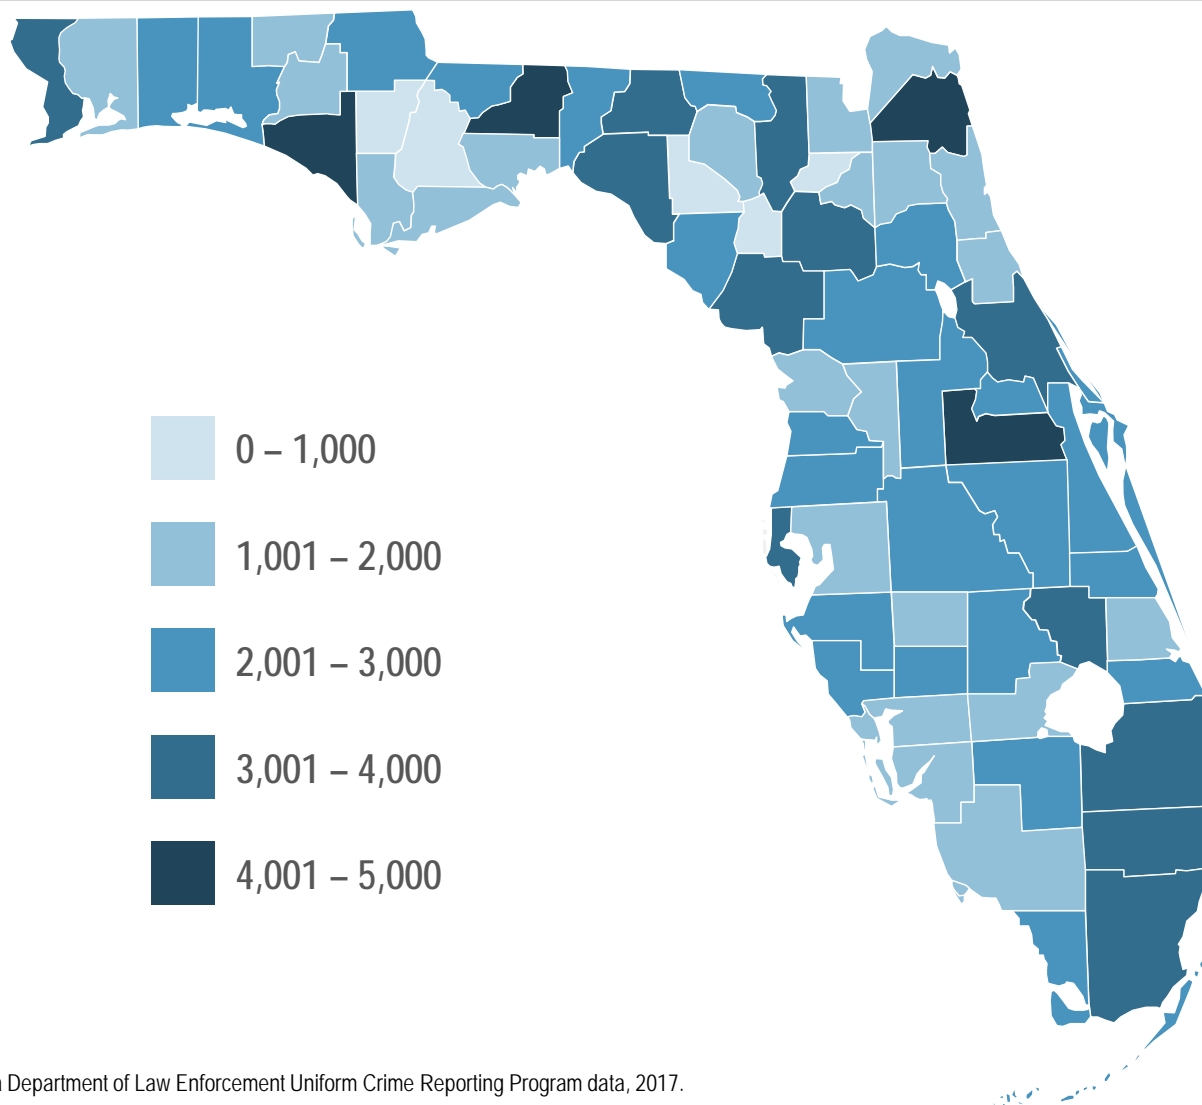 0 – 1,000
1,001 – 2,000
2,001 – 3,000
3,001 – 4,000
4,001 – 5,000
Department of Law Enforcement Uniform Crime Reporting Program data, 2017.